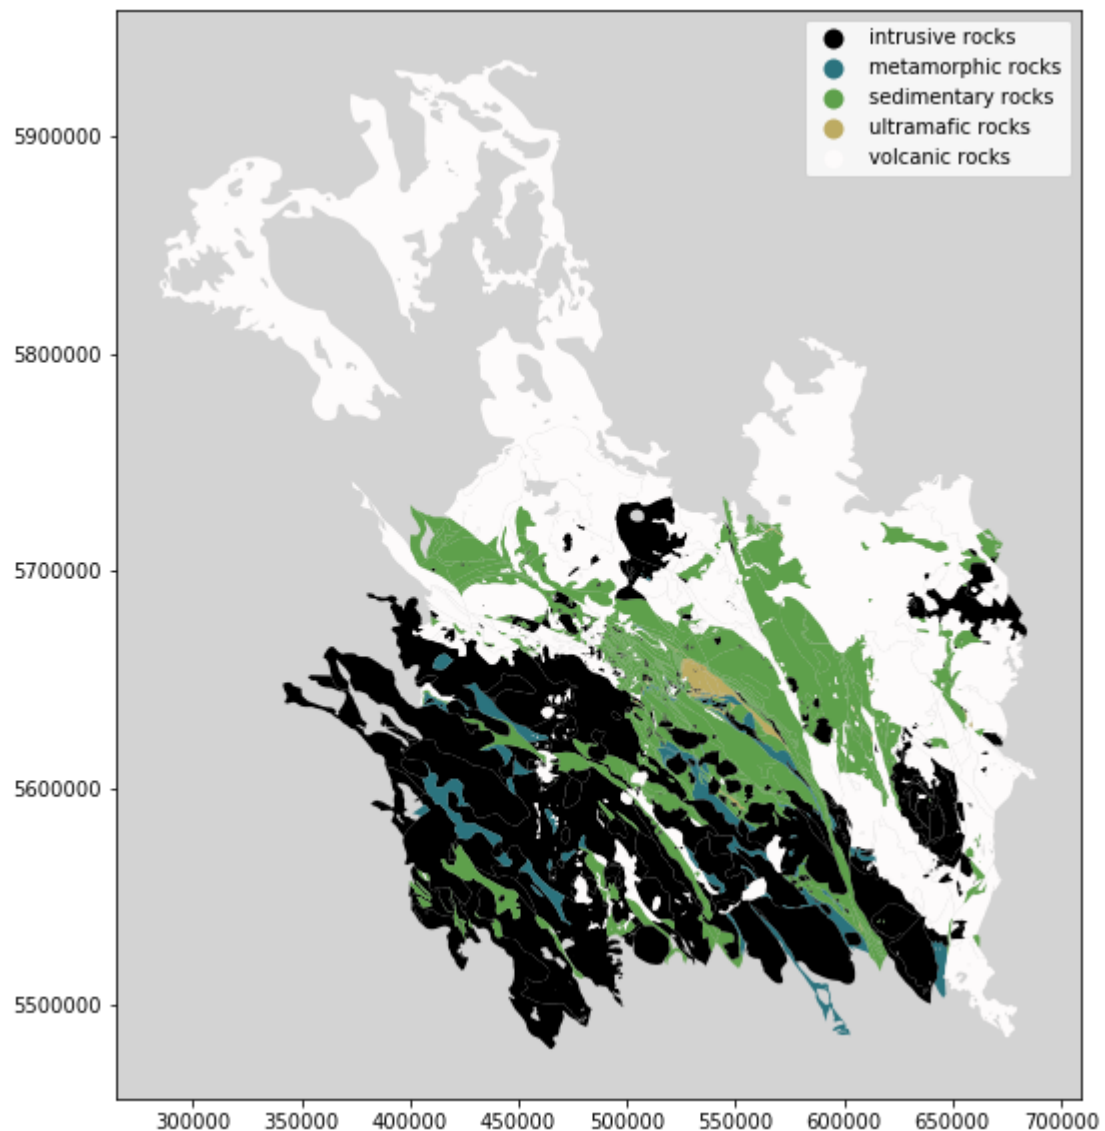 intrusive rocks
metamorphic rocks
sedimentary rocks
ultramafic rocks
volcanic rocks
5900000
5800000
5700000
5600000
5500000
300000 350000 400000 450000 500000 550000 600000 650000 700000